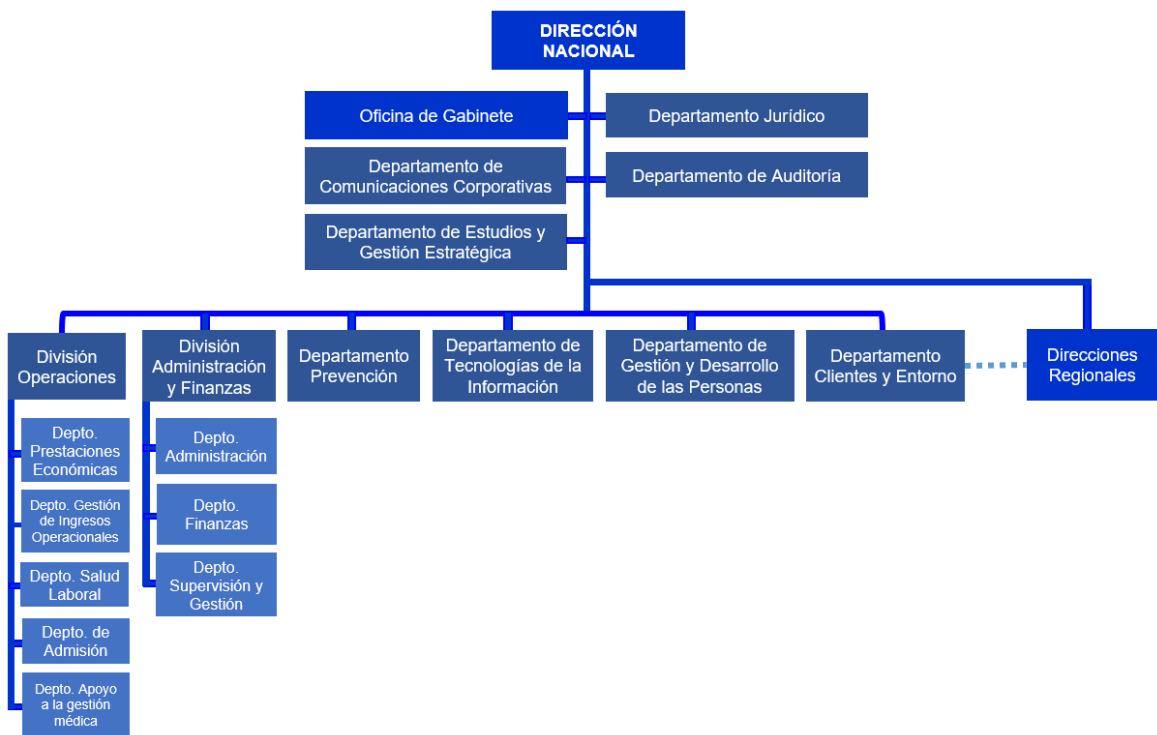 DIRECCIÓN
NACIONAL
Oficina de Gabinete
Departamento Jurídico
Departamento de
Comunicaciones Corporativas
Departamento de Auditoría
Departamento de Estudios y
Gestión Estratégica
División
Operaciones
División
Administración
y Finanzas
Departamento
Prevención
Departamento de
Tecnologías de la
Información
Departamento de
Gestión y Desarrollo
de las Personas
Departamento
Clientes y Entorno
Direcciones
Regionales
Depto.
Prestaciones
Económicas
Depto. Gestión
de Ingresos
Operacionales
Depto. Salud
Laboral
Depto. de
Admisión
Depto. Apoyo
a la gestión
médica
Depto.
Administración
Depto.
Finanzas
Depto.
Supervisión y
Gestión